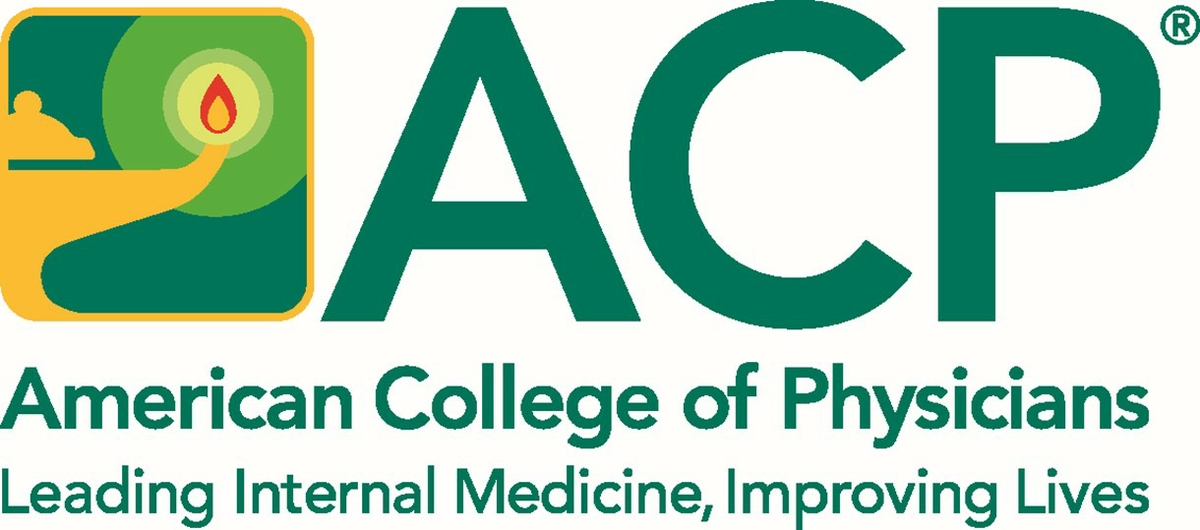 ACP®
American College of Physicians
Leading Internal Medicine, Improving Lives